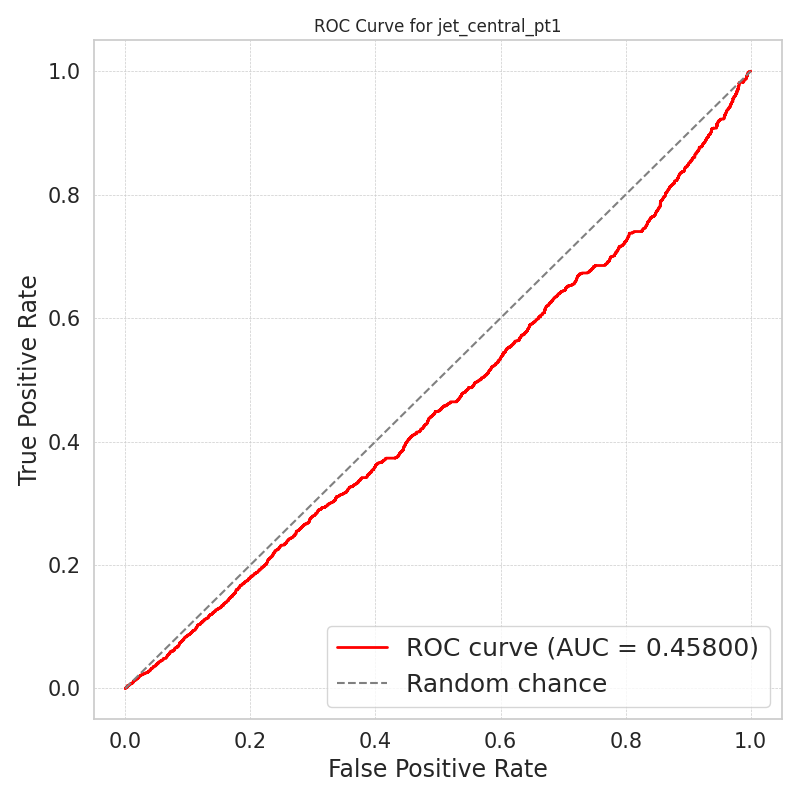 ROC Curve for jet_central_pt1
True Positive Rate
1.0
0.8
0.6
0.4
0.2
0.0
ROC curve (AUC = 0.45800)
Random chance
0.0 0.2 0.4 0.6 0.8 1.0
False Positive Rate